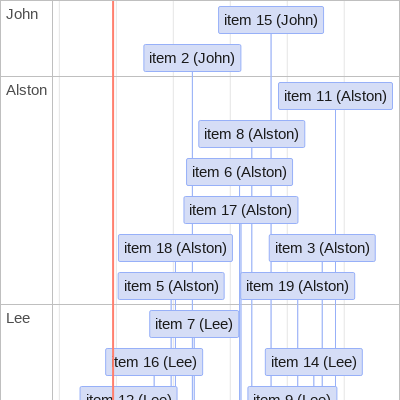 John
item 15 (John)
item 2 (John)
Alston
item 11 (Alston)
item 8 (Alston)
item 6 (Alston)
item 17 (Alston)
item 18 (Alston)
item 3 (Alston)
item 5 (Alston)
item 19 (Alston)
Lee
item 7 (Lee)
item 16 (Lee)
item 14 (Lee)
item 12 (Lee)
item 9 (Lee)